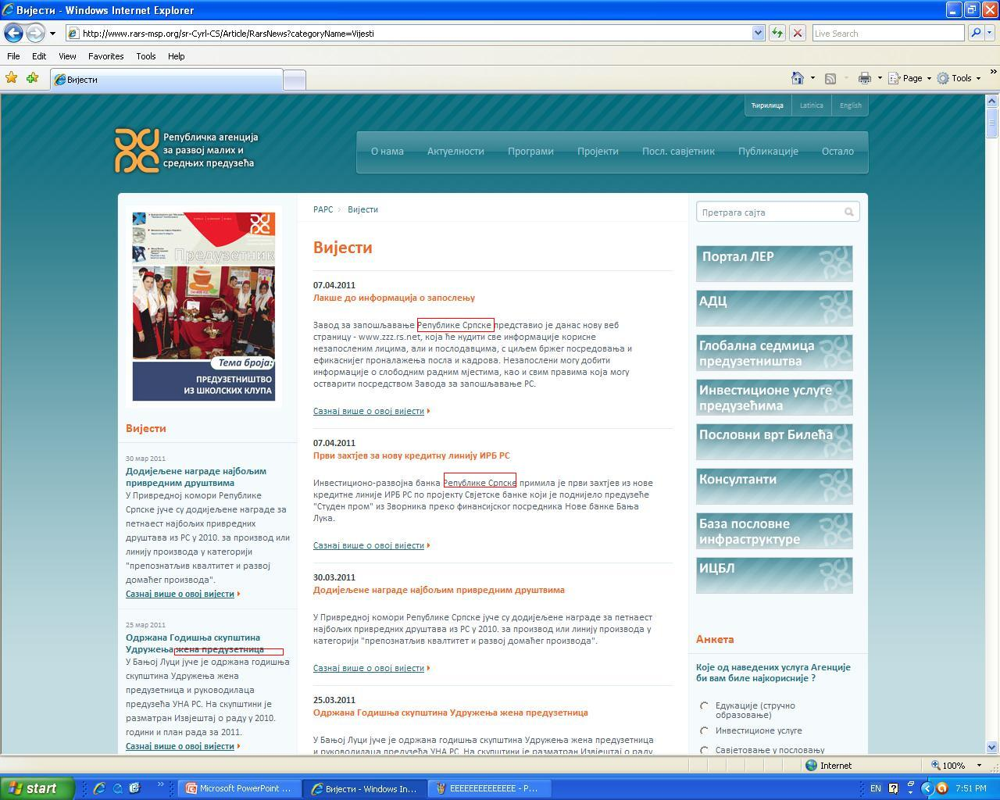 Вијести - Windows Internet Explorer
http://www.rars-msp.org/sr-Cyrl-CS/Article/RarsNews?categoryName=Vijesti
Live Search
File Edit View Favorites Tools Help
Вијести
Page Tools
Ћирилица Latinica English
Републичка агенција
за развој малих и
средњих предузећа
О нама Актуелности Програми Пројекти Посл. савјетник Публикације Остало
Предузетник
Тема броја:
ПРЕДУЗЕТНИШТВО
ИЗ ШКОЛСКИХ КЛУПА
Вијести
30 мар 2011
Додијељене награде најбољим
привредним друштвима
У Привредној комори Републике
Српске јуче су додијељене награде за
петнаест најбољих привредних
друштава из РС у 2010. за производ или
линију производа у категорији
"препознатљив квалтитет и развој
домаћег производа".
Сазнај више о овој вијести
25 мар 2011
Одржана Годишња скупштина
Удружења жена предузетница
У Бањој Луци јуче је одржана годишња
скупштина Удружења жена
предузетница и руководилаца
предузећа УНА РС. На скупштини је
разматран Извјештај о раду у 2010.
години и план рада за 2011.
Сазнај више о овој вијести
РАРС Вијести
Вијести
07.04.2011
Лакше до информација о запослењу
Завод за запошљавање Републике Српске представио је данас нову веб
страницу - www.zzz.rs.net, која ће нудити све информације корисне
незапосленим лицима, али и послодавцима, с циљем бржег посредовања и
ефикаснијег проналажења посла и кадрова. Незапослени могу добити
информације о слободним радним мјестима, као и свим правима која могу
остварити посредством Завода за запошљавање РС.
Сазнај више о овој вијести
07.04.2011
Први захтјев за нову кредитну линију ИРБ РС
Инвестиционо-развојна банка Републике Српске примила је први захтјев из нове
кредитне линије ИРБ РС по пројекту Свјетске банке који је поднијело предузеће
"Студен пром" из Зворника преко финансијског посредника Нове банке Бања
Лука.
Сазнај више о овој вијести
30.03.2011
Додијељене награде најбољим привредним друштвима
У Привредној комори Републике Српске јуче су додијељене награде за петнаест
најбољих привредних друштава из РС у 2010. за производ или линију производа у
категорији "препознатљив квалтитет и развој домаћег производа".
Сазнај више о овој вијести
25.03.2011
Одржана Годишња скупштина Удружења жена предузетница
У Бањој Луци јуче је одржана годишња скупштина Удружења жена предузетница
и руководилаца предузећа УНА РС. На скупштини је разматран Извјештај о раду
Претрага сајта
Портал ЛЕР
АДЦ
Глобална седмица
предузетништва
Инвестиционе услуге
предузећима
Пословни врт Билећа
Консултанти
База пословне
инфраструктуре
ИЦБЛ
Анкета
Које од наведених услуга Агенције
би вам биле најкорисније ?
Едукације (стручно
образовање)
Инвестиционе услуге
Савјетовање у пословању
Internet 100%
start Microsoft PowerPoint ... Вијести - Windows In... EEEEEEEEEEEEEE - P... EN 7:51 PM